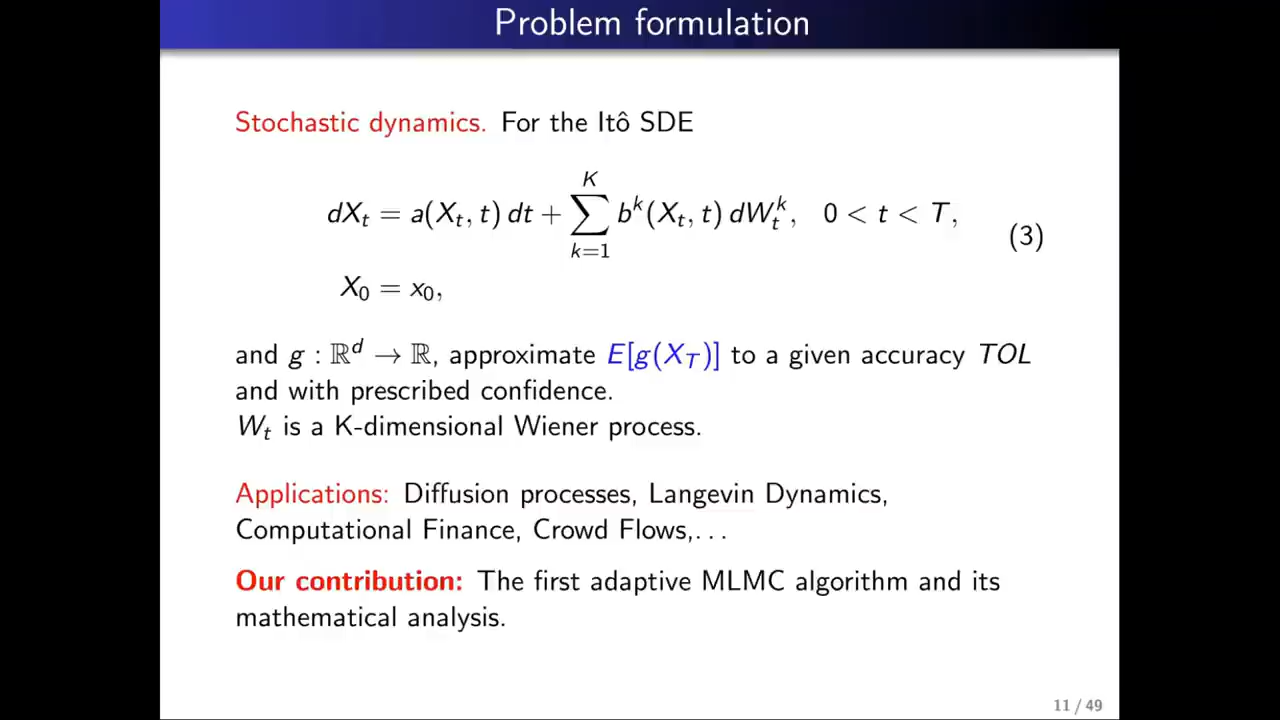 Problem formulation
Stochastic dynamics. For the Itô SDE
dX_t = a(X_t, t) dt + \sum_{k=1}^{K} b^k(X_t, t) dW_t^k, 0 < t < T,
(3)
X_0 = x_0,
and g : ℝ^d → ℝ, approximate E[g(X_T)] to a given accuracy TOL
and with prescribed confidence.
W_t is a K-dimensional Wiener process.
Applications: Diffusion processes, Langevin Dynamics,
Computational Finance, Crowd Flows,...
Our contribution: The first adaptive MLMC algorithm and its
mathematical analysis.
11 / 49